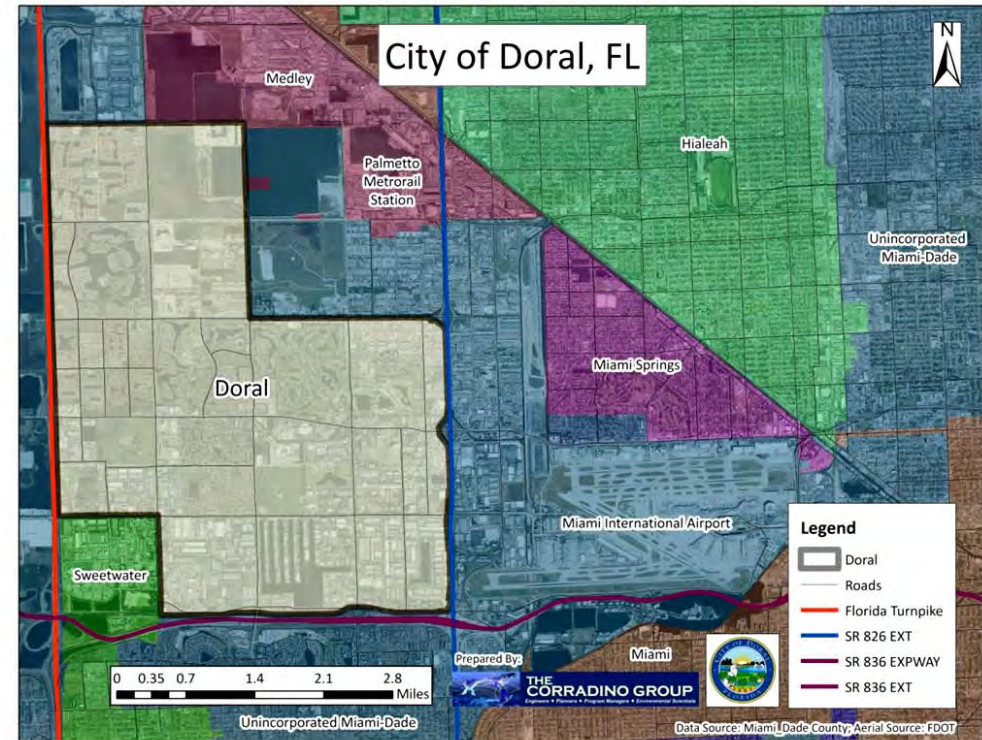 City of Doral, FL
N
Medley
Hialeah
Palmetto
Metrorail
Station
Unincorporated
Miami-Dade
Miami Springs
Doral
Miami International Airport
Sweetwater
Legend
Doral
Roads
Florida Turnpike
SR 826 EXT
SR 836 EXPWAY
SR 836 EXT
Miami
Prepared By:
THE
CORRADINO GROUP
Engineers • Planners • Program Managers • Environmental Scientists
0 0.35 0.7 1.4 2.1 2.8
Miles
Unincorporated Miami-Dade
Data Source: Miami_Dade County; Aerial Source: FDOT